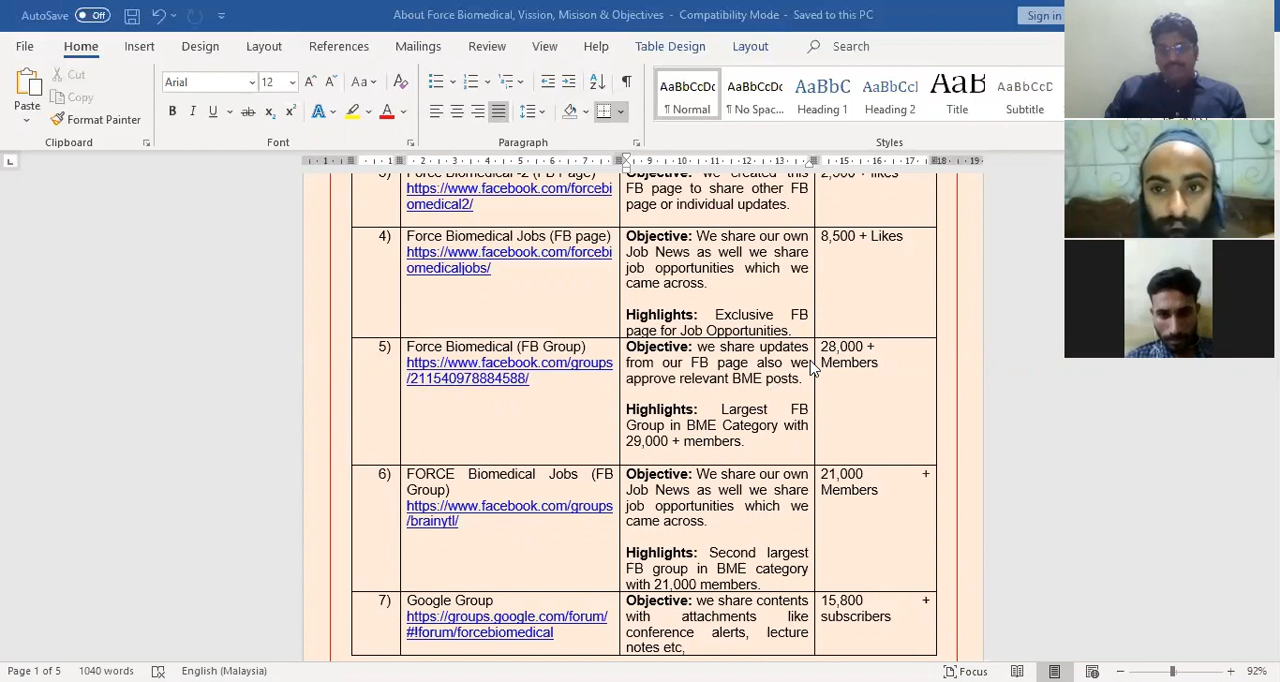 AutoSave Off About Force Biomedical, Vission, Misison & Objectives - Compatibility Mode - Saved to this PC Sign in
File Home Insert Design Layout References Mailings Review View Help Table Design Layout Search
Paste
Cut
Copy
Format Painter
Clipboard
Arial 12
Font
Paragraph
AaBbCcDc AaBbCcDc AaBbC AaBbCcI AaB AaBbCcD
¶ Normal ¶ No Spac... Heading 1 Heading 2 Title Subtitle
Styles
Force Biomedical -2 (FB Page)
https://www.facebook.com/forcebi
omedical2/
Objective: we created this
FB page to share other FB
page or individual updates.
likes
4)
Force Biomedical Jobs (FB page)
https://www.facebook.com/forcebi
omedicaljobs/
Objective: We share our own
Job News as well we share
job opportunities which we
came across.
Highlights: Exclusive FB
page for Job Opportunities.
8,500 + Likes
5)
Force Biomedical (FB Group)
https://www.facebook.com/groups
/211540978884588/
Objective: we share updates
from our FB page also we
approve relevant BME posts.
Highlights: Largest FB
Group in BME Category with
29,000 + members.
28,000 +
Members
6)
FORCE Biomedical Jobs (FB
Group)
https://www.facebook.com/groups
/brainytl/
Objective: We share our own
Job News as well we share
job opportunities which we
came across.
Highlights: Second largest
FB group in BME category
with 21,000 members.
21,000 +
Members
7)
Google Group
https://groups.google.com/forum/
#!forum/forcebiomedical
Objective: we share contents
with attachments like
conference alerts, lecture
notes etc,
15,800 +
subscribers
Page 1 of 5 1040 words English (Malaysia) Focus 92%